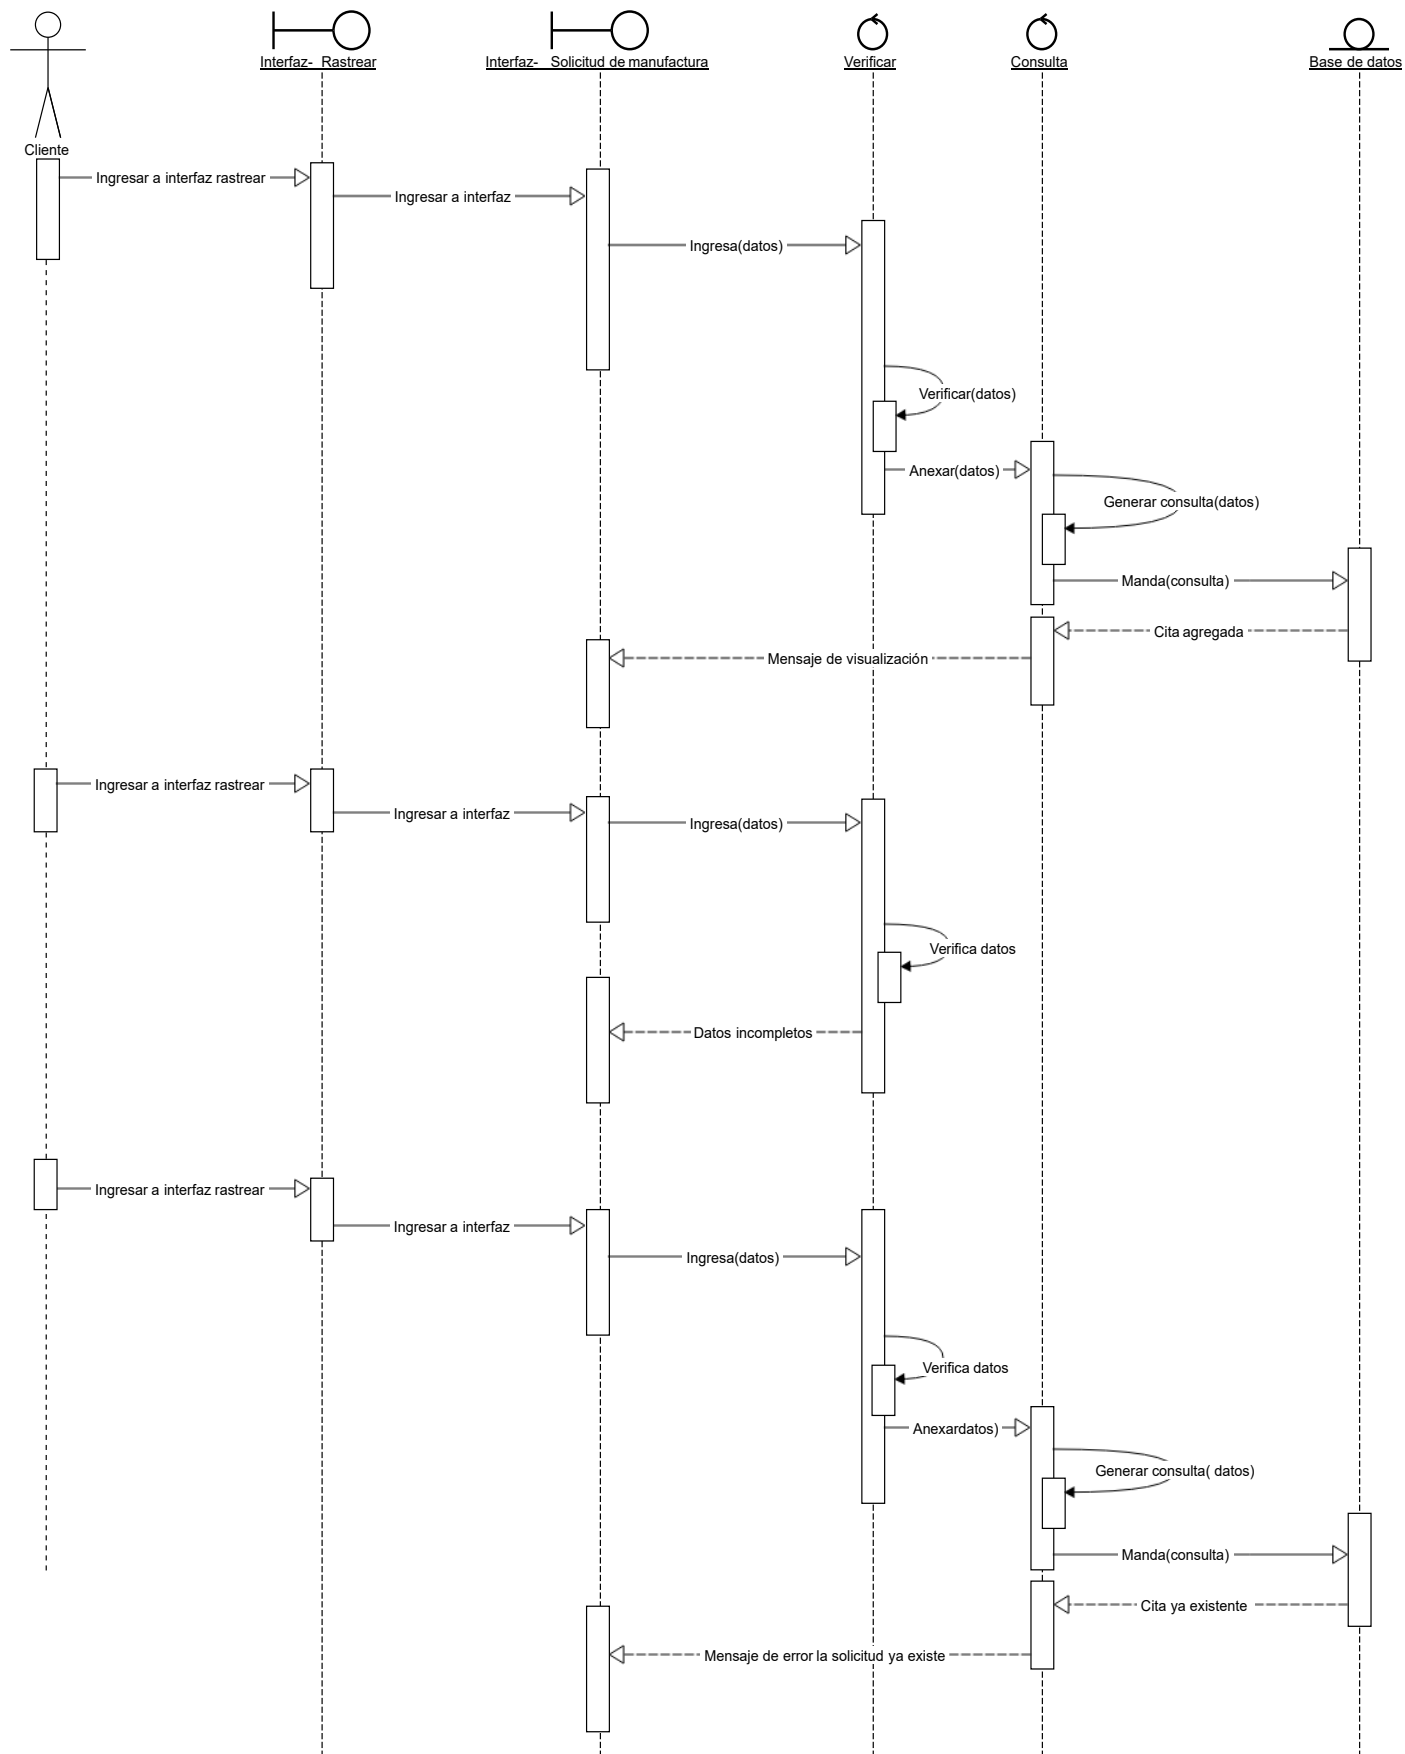 Interfaz-  Rastrear
Interfaz-   Solicitud de manufactura
Verificar
Consulta
Base de datos
Cliente
Ingresar a interfaz rastrear
Ingresar a interfaz
Ingresa(datos)
Verificar(datos)
Anexar(datos)
Generar consulta(datos)
Manda(consulta)
Cita agregada
Mensaje de visualización
Ingresar a interfaz rastrear
Ingresar a interfaz
Ingresa(datos)
Verifica datos
Datos incompletos
Ingresar a interfaz rastrear
Ingresar a interfaz
Ingresa(datos)
Verifica datos
Anexardatos)
Generar consulta( datos)
Manda(consulta)
Cita ya existente
Mensaje de error la solicitud ya existe